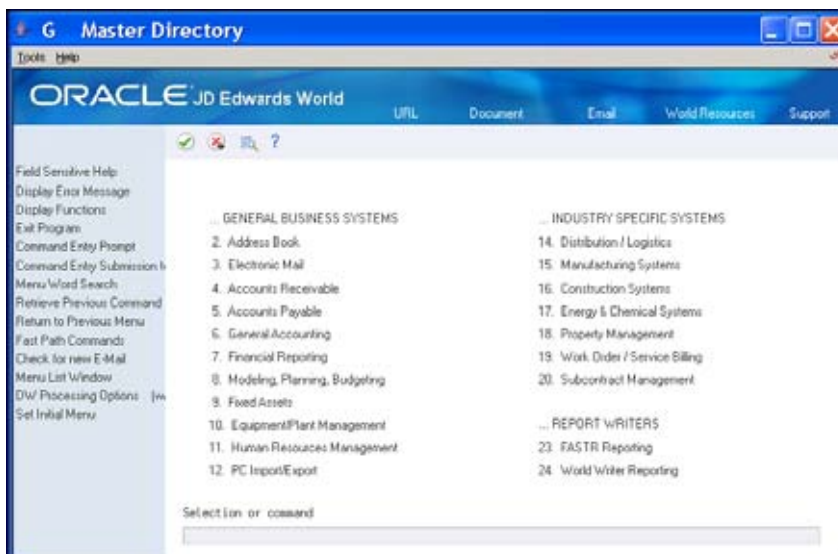 G Master Directory
Tools Help
ORACLE JD Edwards World
URL Document Email World Resources Support
Field Sensitive Help
Display Error Message
Display Functions
Exit Program
Command Entry Prompt
Command Entry Submission
Menu Word Search
Retrieve Previous Command
Return to Previous Menu
Fast Path Commands
Check for new E-Mail
Menu List Window
DW Processing Options
Set Initial Menu
... GENERAL BUSINESS SYSTEMS
2. Address Book
3. Electronic Mail
4. Accounts Receivable
5. Accounts Payable
6. General Accounting
7. Financial Reporting
8. Modeling, Planning, Budgeting
9. Fixed Assets
10. Equipment/Plant Management
11. Human Resources Management
12. PC Import/Export
... INDUSTRY SPECIFIC SYSTEMS
14. Distribution / Logistics
15. Manufacturing Systems
16. Construction Systems
17. Energy & Chemical Systems
18. Property Management
19. Work Order / Service Billing
20. Subcontract Management
... REPORT WRITERS
23. FASTR Reporting
24. World Writer Reporting
Selection or command